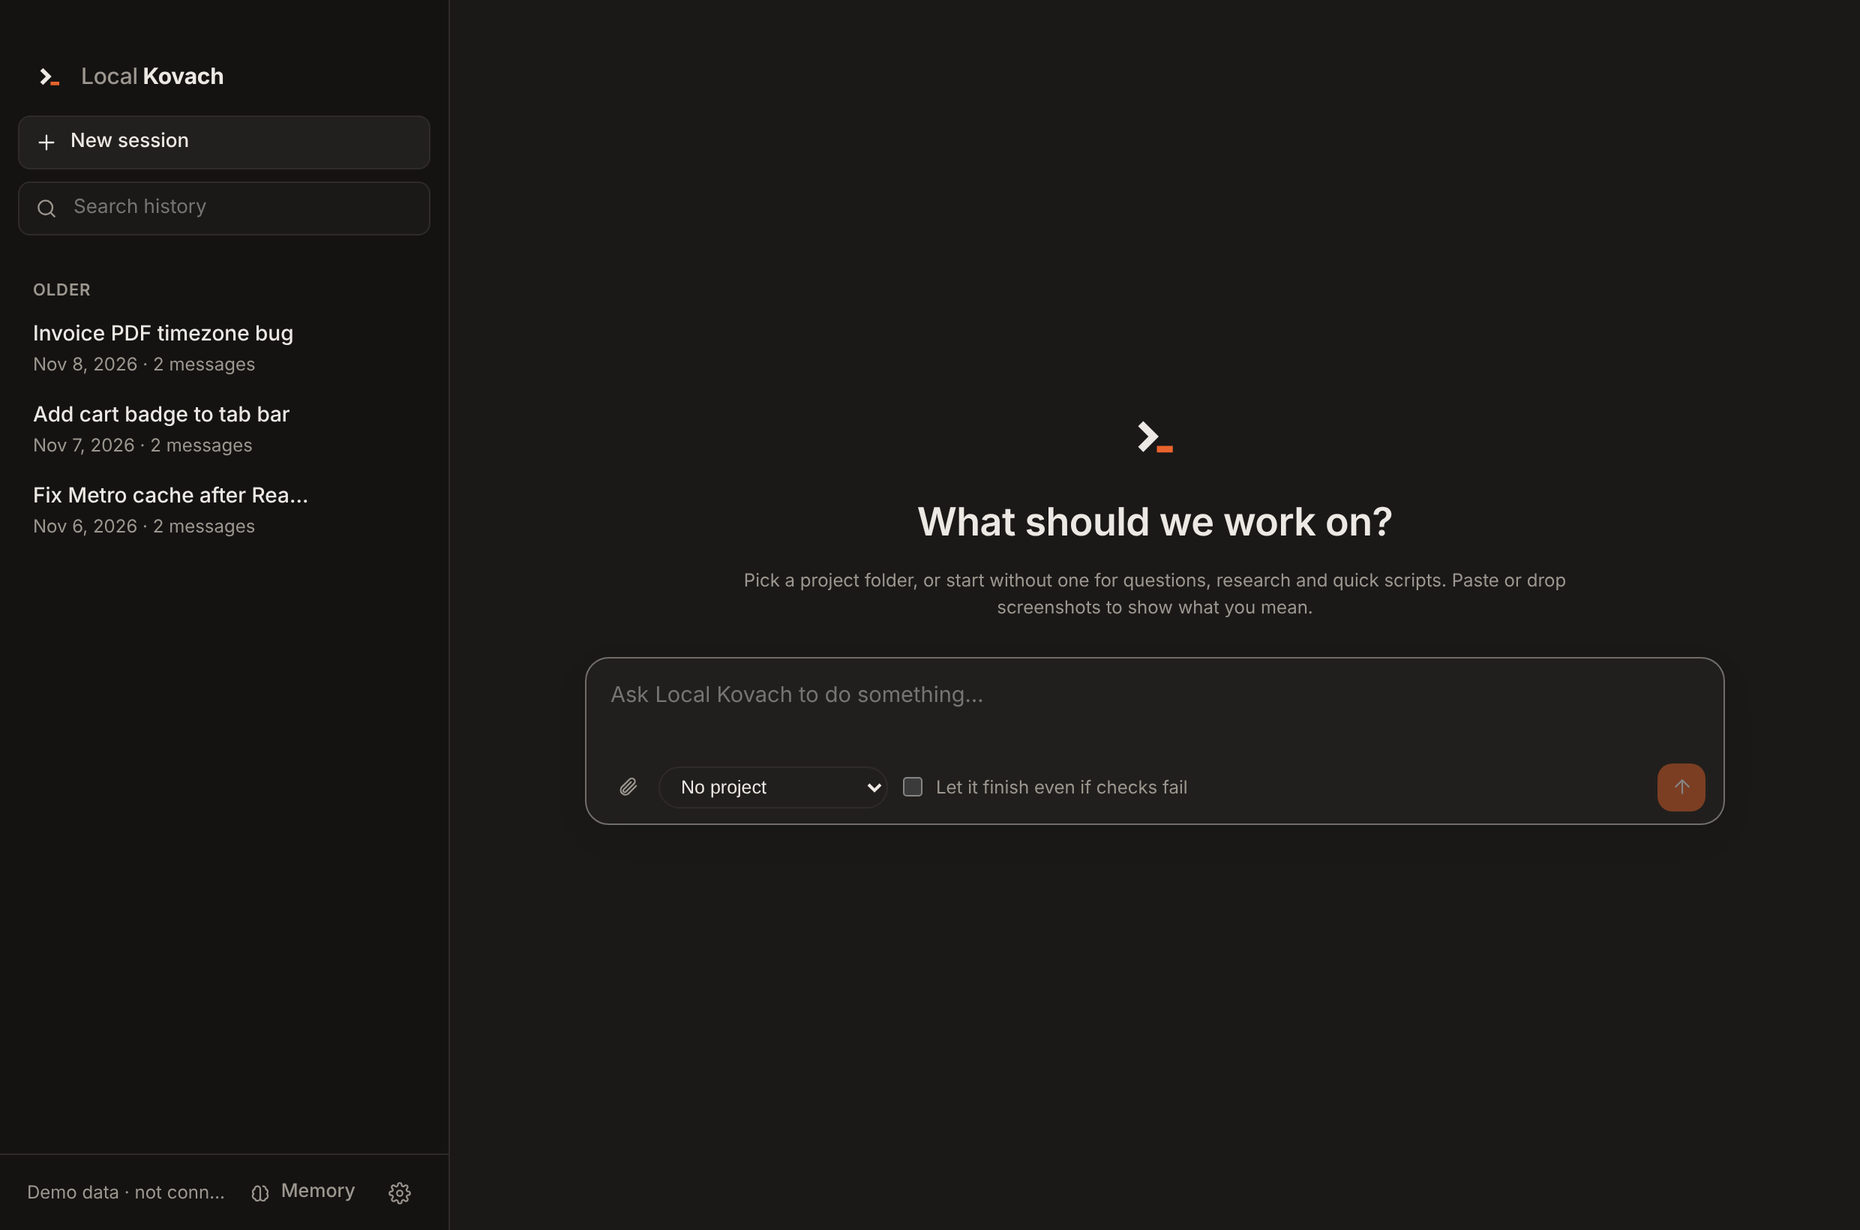 Local Kovach
New session
Search history
OLDER
Invoice PDF timezone bug
Nov 8, 2026 · 2 messages
Add cart badge to tab bar
Nov 7, 2026 · 2 messages
Fix Metro cache after Rea...
Nov 6, 2026 · 2 messages
Demo data · not conn...
Memory
What should we work on?
Pick a project folder, or start without one for questions, research and quick scripts. Paste or drop
screenshots to show what you mean.
Ask Local Kovach to do something...
No project
Let it finish even if checks fail